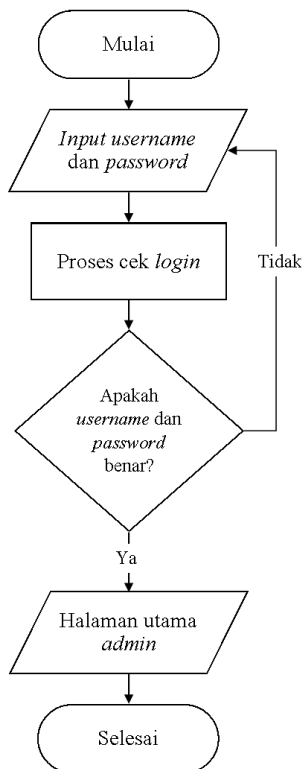 Mulai
Input username
dan password
Proses cek login
Tidak
Apakah
username dan
password
benar?
Ya
Halaman utama
admin
Selesai